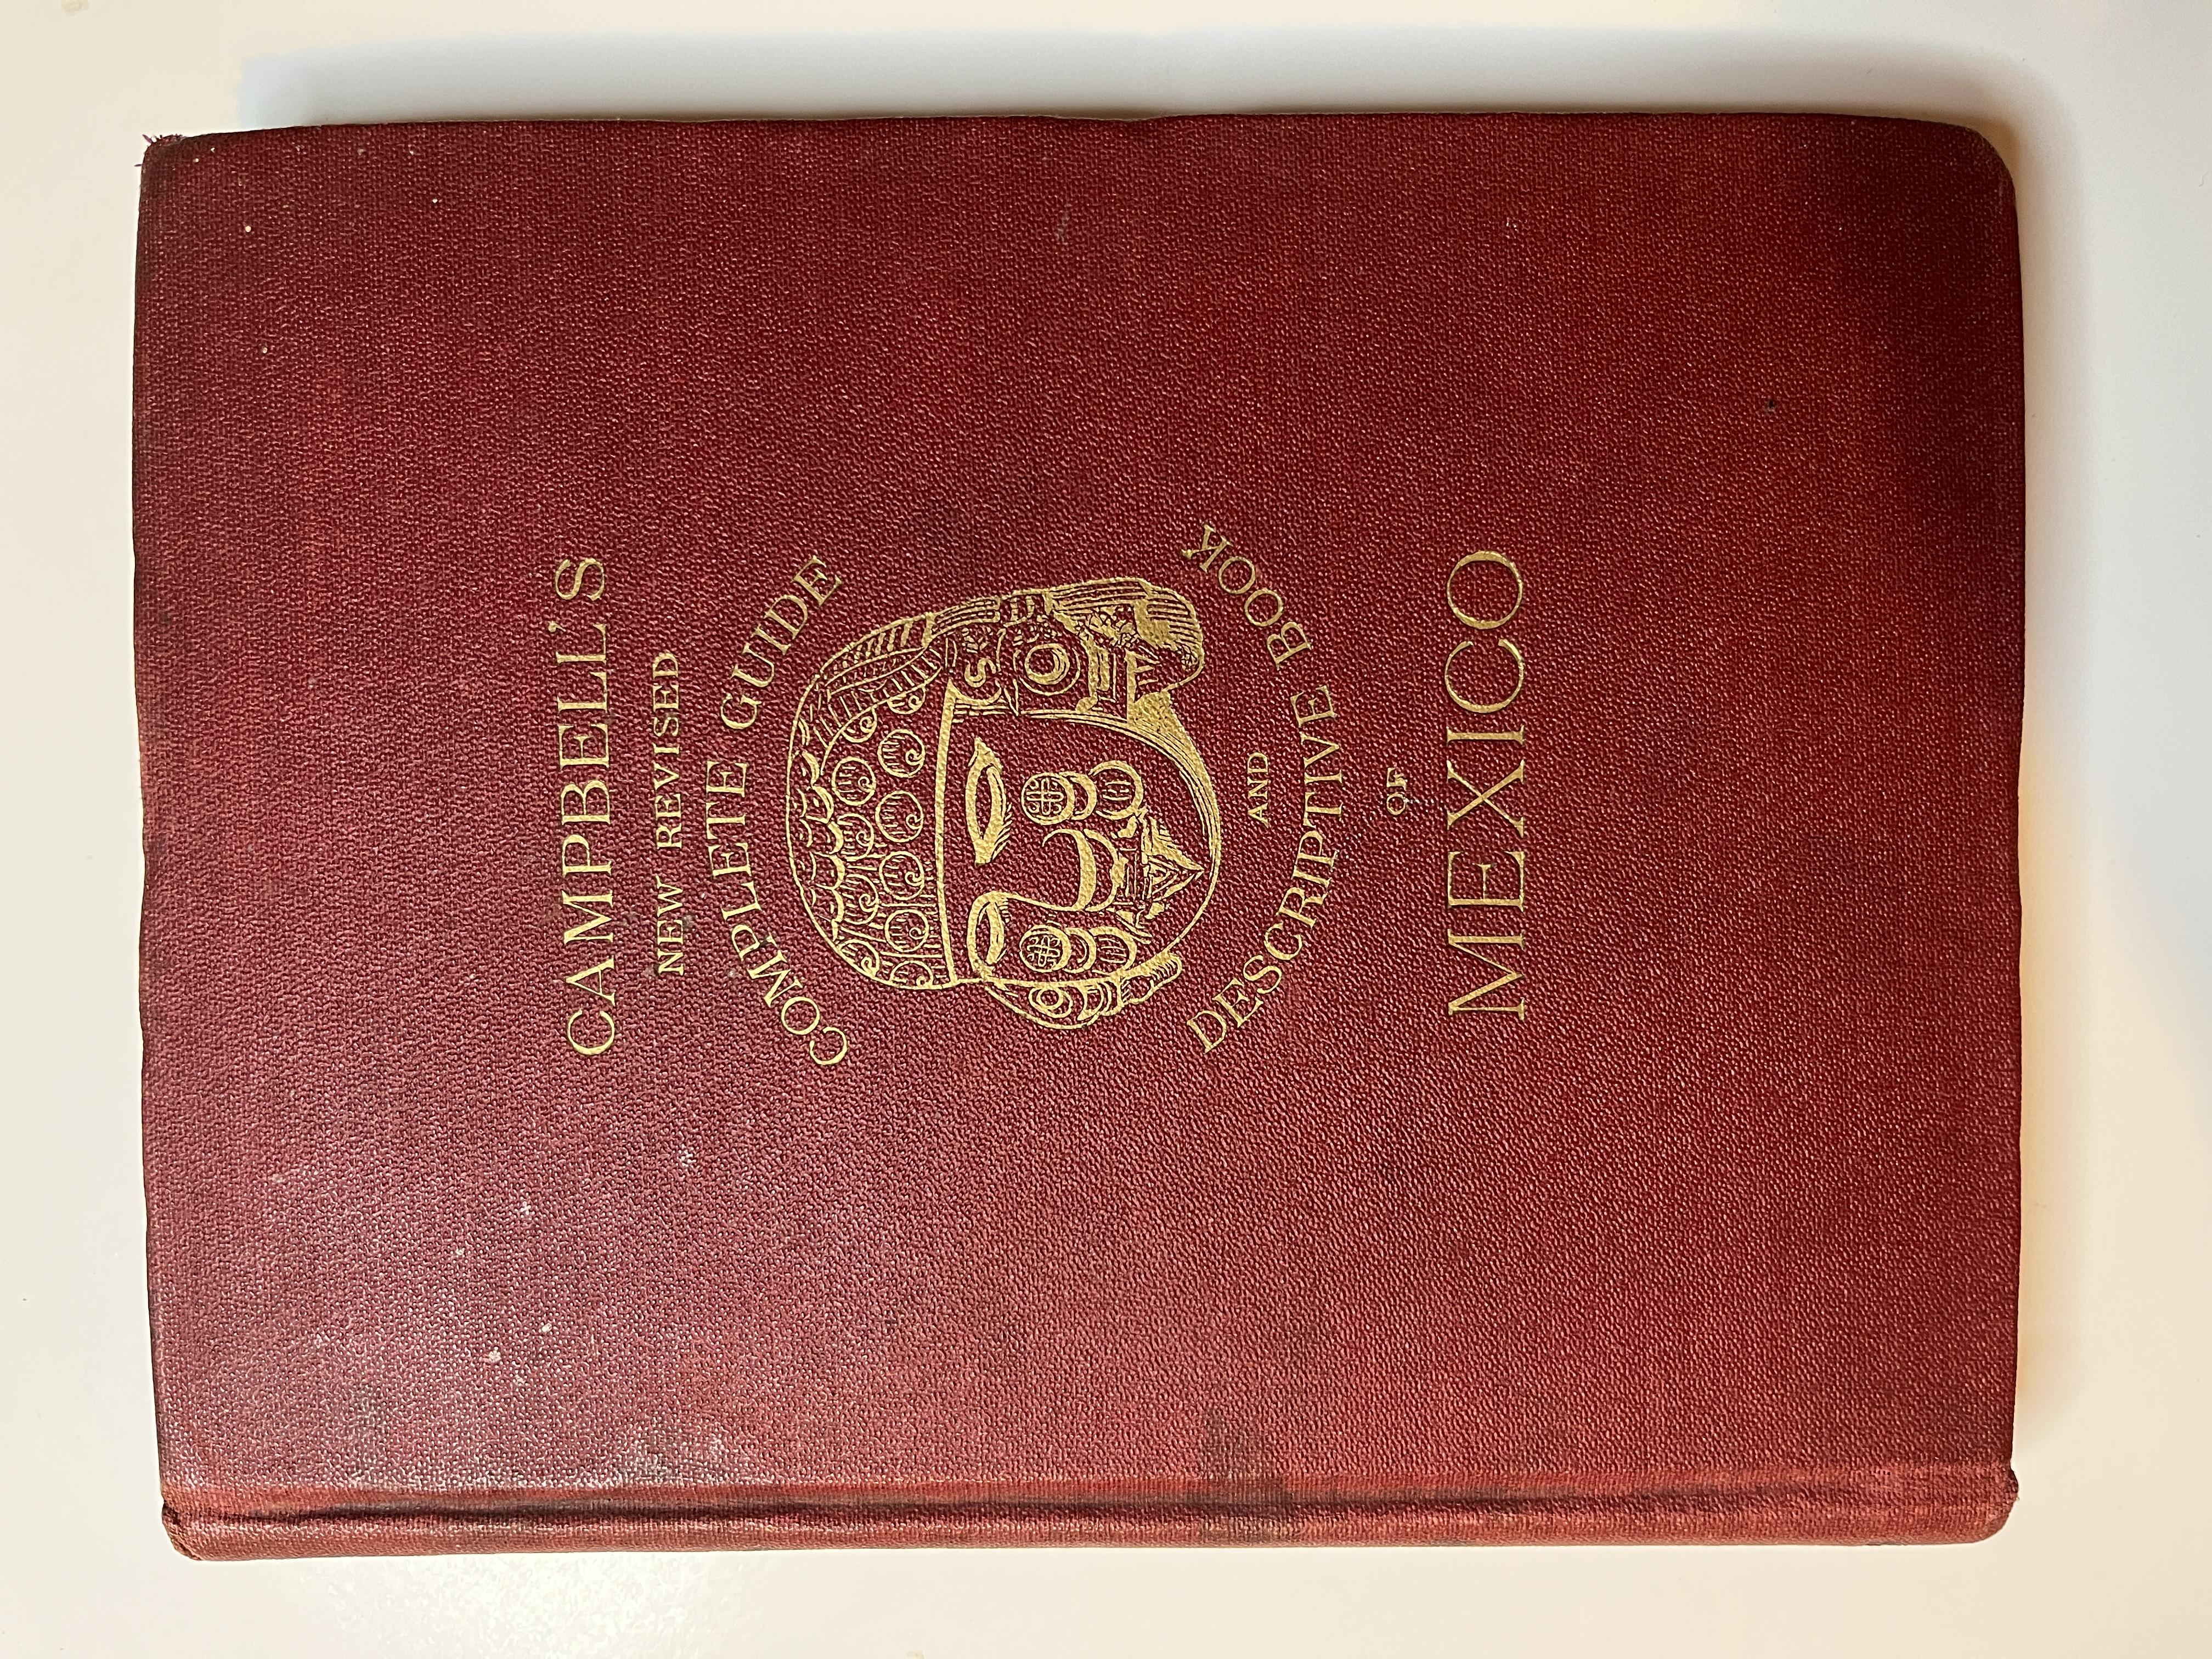 CAMPBELL'S
NEW REVISED
COMPLETE GUIDE
AND
DESCRIPTIVE BOOK
OF
MEXICO